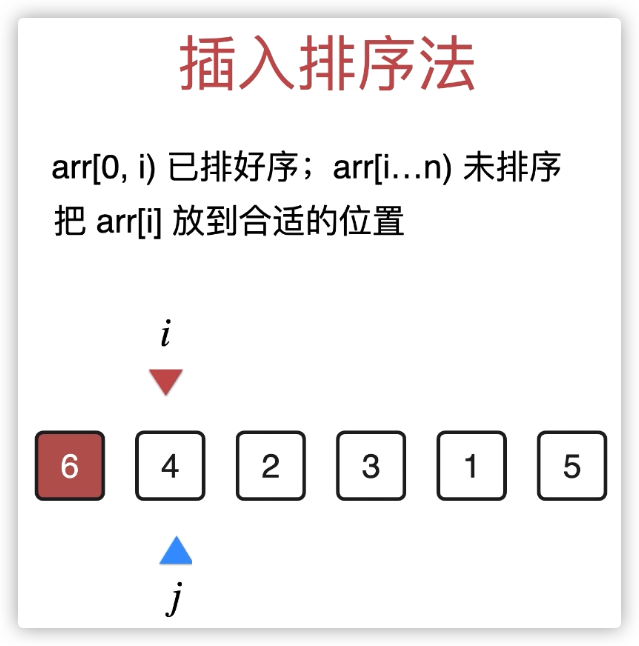 插入排序法
arr[0, i) 已排好序；arr[i…n) 未排序
把 arr[i] 放到合适的位置
i
6 4 2 3 1 5
j